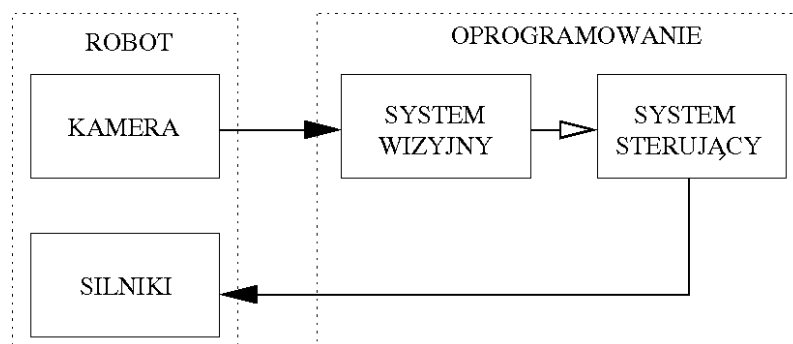 ROBOT
OPROGRAMOWANIE
KAMERA
SYSTEM
WIZYJNY
SYSTEM
STERUJĄCY
SILNIKI